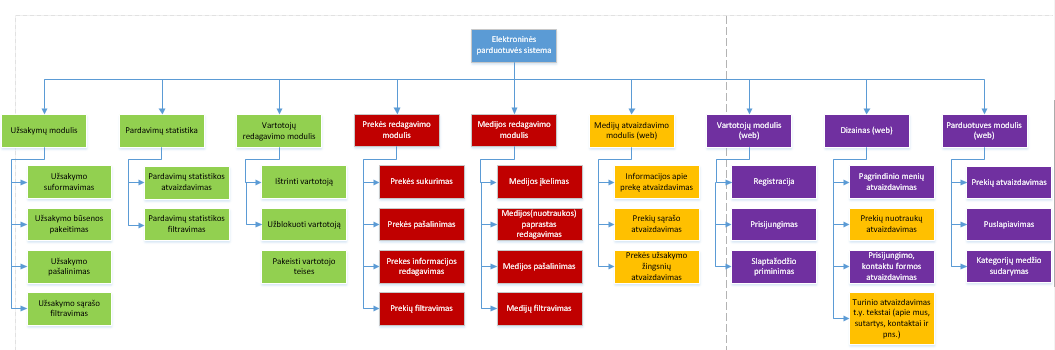 Elektroninės
parduotuvės sistema
Užsakymų modulis
Užsakymo
suformavimas
Užsakymo būsenos
pakeitimas
Užsakymo
pašalinimas
Užsakymo sąrašo
filtravimas
Pardavimų statistika
Pardavimų statistikos
atvaizdavimas
Pardavimų statistikos
filtravimas
Vartotojų
redagavimo modulis
Ištrinti vartotoją
Užblokuoti vartotoją
Pakeisti vartotojo
teises
Prekės redagavimo
modulis
Prekės sukurimas
Prekės pašalinimas
Prekes informacijos
redagavimas
Prekių filtravimas
Medijos redagavimo
modulis
Medijos įkelimas
Medijos(nuotraukos)
paprastas
redagavimas
Medijos pašalinimas
Medijų filtravimas
Medijų atvaizdavimo
modulis (web)
Informacijos apie
prekę atvaizdavimas
Prekių sąrašo
atvaizdavimas
Prekės užsakymo
žingsnių
atvaizdavimas
Vartotojų modulis
(web)
Registracija
Prisijungimas
Slaptažodžio
priminimas
Dizainas (web)
Pagrindinio menių
atvaizdavimas
Prekių nuotraukų
atvaizdavimas
Prisijungimo,
kontaktu formos
atvaizdavimas
Turinio atvaizdavimas
t.y. tekstai (apie mus,
sutartys, kontaktai ir
pns.)
Parduotuves modulis
(web)
Prekių atvaizdavimas
Puslapiavimas
Kategorijų medžio
sudarymas